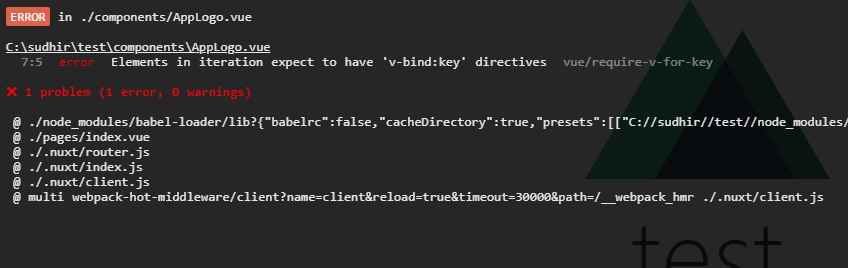 ERROR in ./components/AppLogo.vue
C:\sudhir\test\components\AppLogo.vue
7:5 error Elements in iteration expect to have 'v-bind:key' directives vue/require-v-for-key
✖ 1 problem (1 error, 0 warnings)
@ ./node_modules/babel-loader/lib?{"babelrc":false,"cacheDirectory":true,"presets":[["C://sudhir//test//node_modules/
@ ./pages/index.vue
@ ./.nuxt/router.js
@ ./.nuxt/index.js
@ ./.nuxt/client.js
@ multi webpack-hot-middleware/client?name=client&reload=true&timeout=30000&path=/__webpack_hmr ./.nuxt/client.js
test